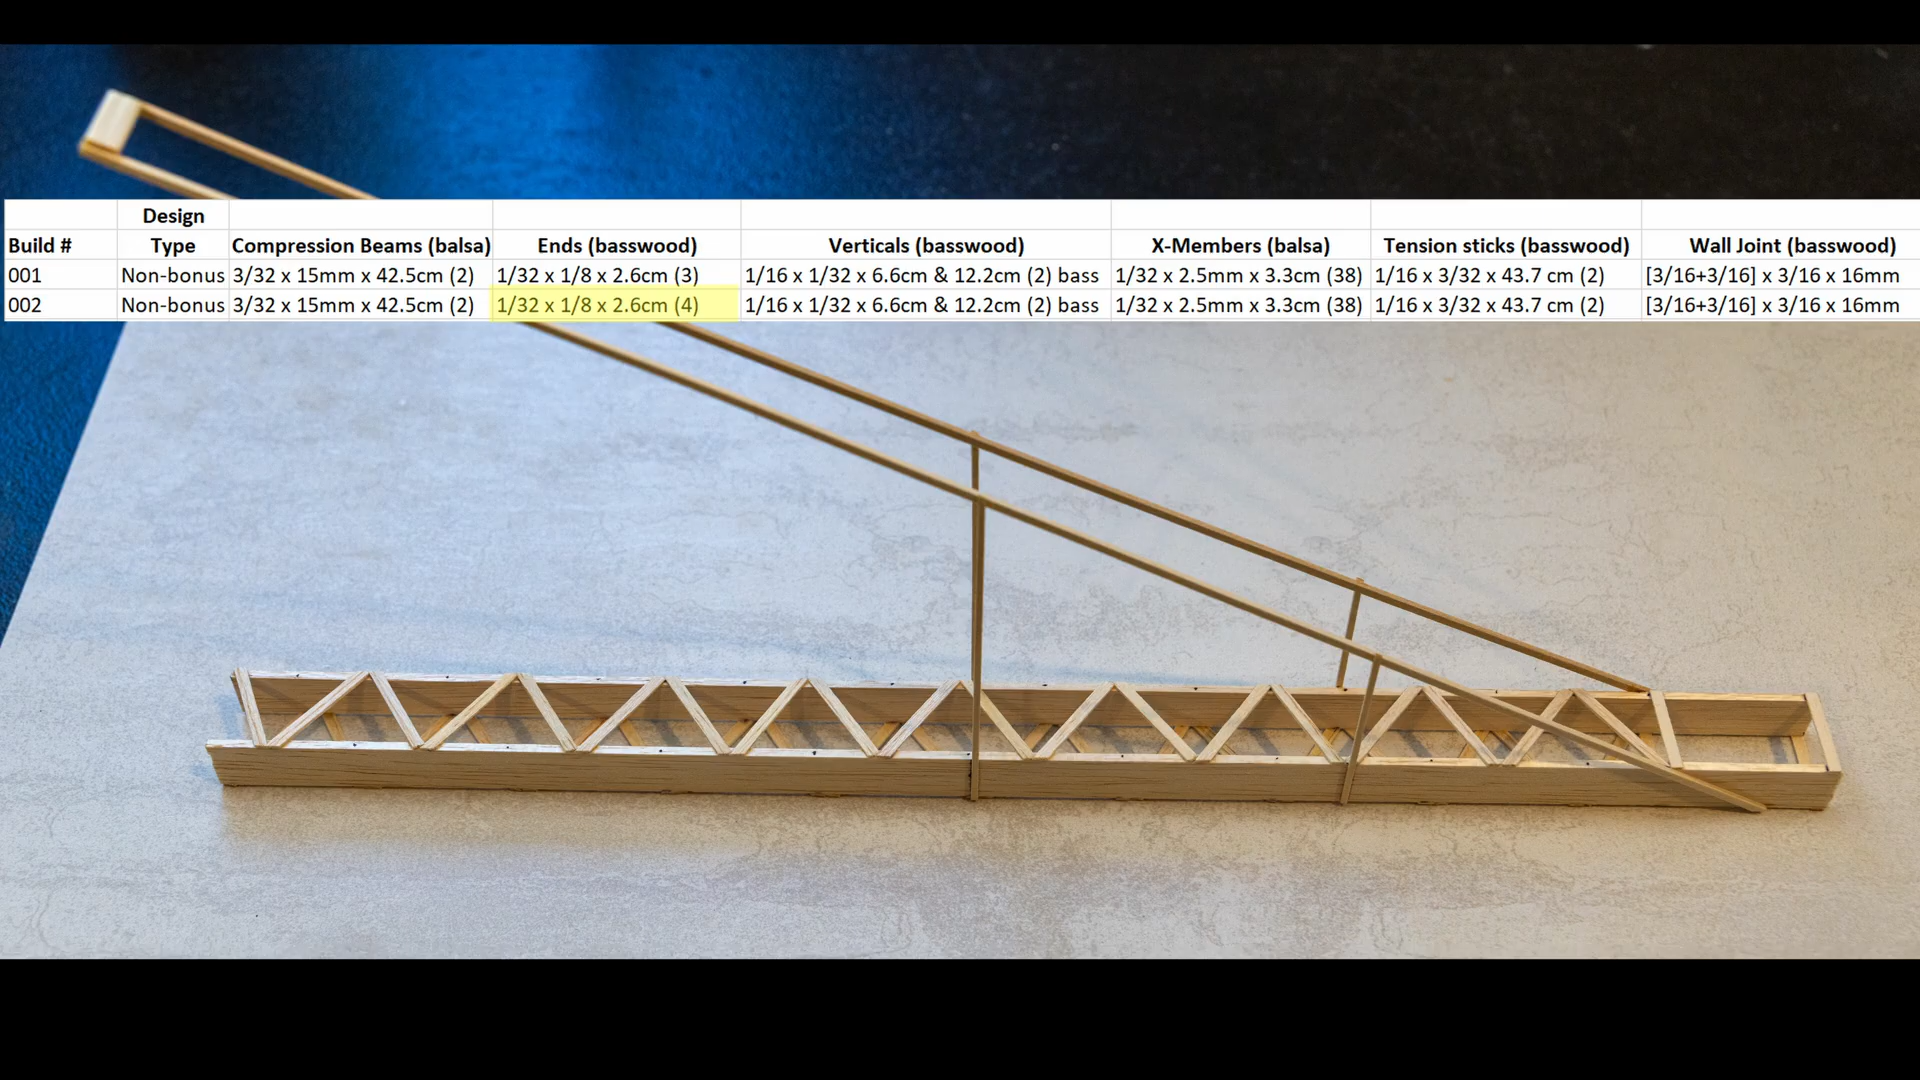 Design
Build # Type Compression Beams (balsa) Ends (basswood) Verticals (basswood) X-Members (balsa) Tension sticks (basswood) Wall Joint (basswood)
001 Non-bonus 3/32 x 15mm x 42.5cm (2) 1/32 x 1/8 x 2.6cm (3) 1/16 x 1/32 x 6.6cm & 12.2cm (2) bass 1/32 x 2.5mm x 3.3cm (38) 1/16 x 3/32 x 43.7 cm (2) [3/16+3/16] x 3/16 x 16mm
002 Non-bonus 3/32 x 15mm x 42.5cm (2) 1/32 x 1/8 x 2.6cm (4) 1/16 x 1/32 x 6.6cm & 12.2cm (2) bass 1/32 x 2.5mm x 3.3cm (38) 1/16 x 3/32 x 43.7 cm (2) [3/16+3/16] x 3/16 x 16mm